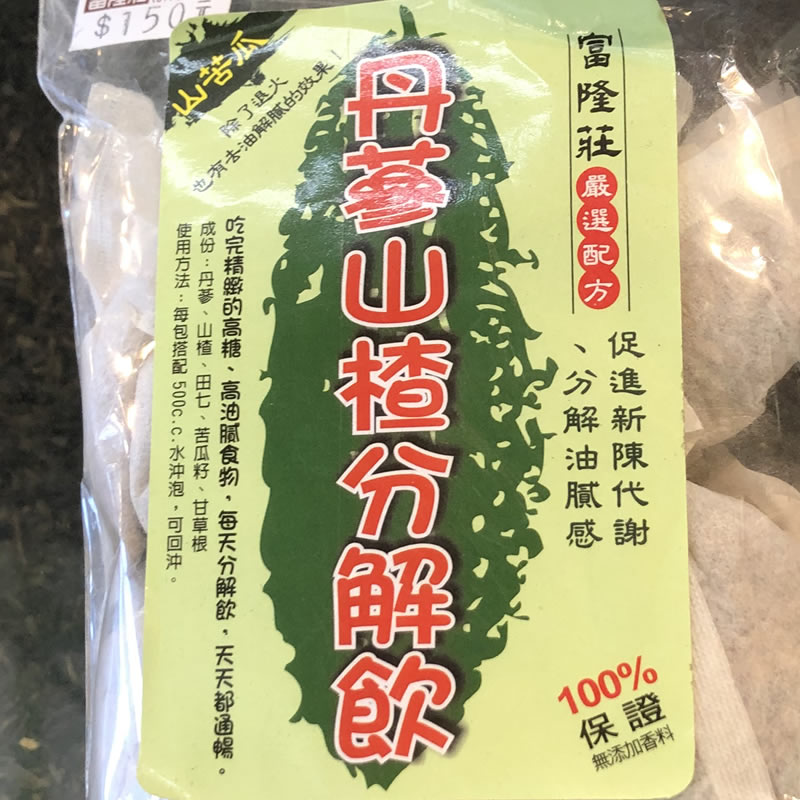 $150元
山苦瓜
除了退火
也有去油解膩的效果！
富隆莊
嚴選配方
促進新陳代謝
、分解油膩感
丹蔘山楂分解飲
吃完精緻的高糖、高油膩食物，每天分解飲，天天都通暢。
成份：丹蔘、山楂、田七、苦瓜籽、甘草根
使用方法：每包搭配500c.c.水沖泡，可回沖。
100%
保證
無添加香料